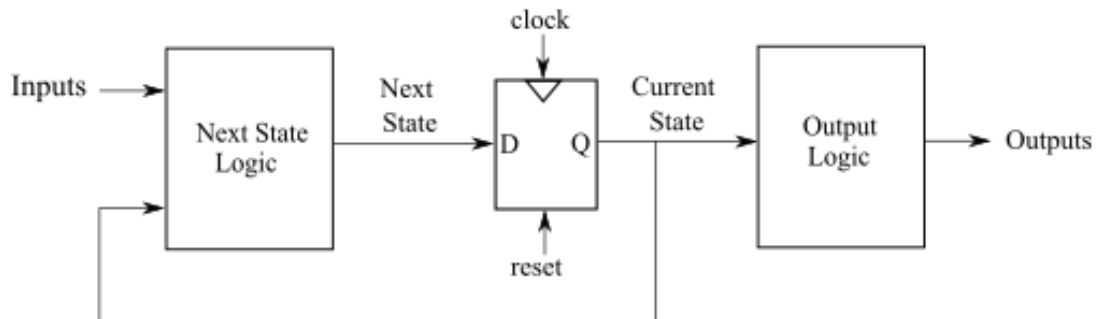 clock
Inputs
Next
State
Current
State
Next State
Logic
D
Q
Output
Logic
Outputs
reset